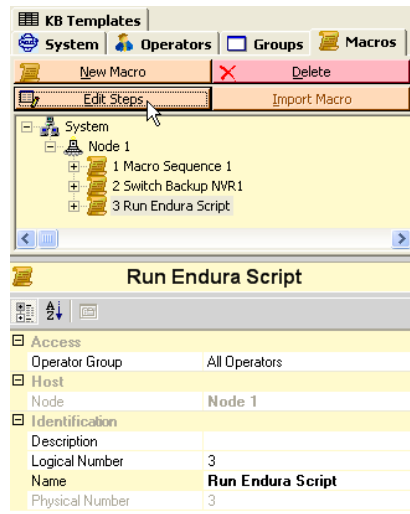 KB Templates
System Operators Groups Macros
New Macro Delete
Edit Steps Import Macro
System
Node 1
1 Macro Sequence 1
2 Switch Backup NVR1
3 Run Endura Script
Run Endura Script
Access
Operator Group All Operators
Host
Node Node 1
Identification
Description
Logical Number 3
Name Run Endura Script
Physical Number 3